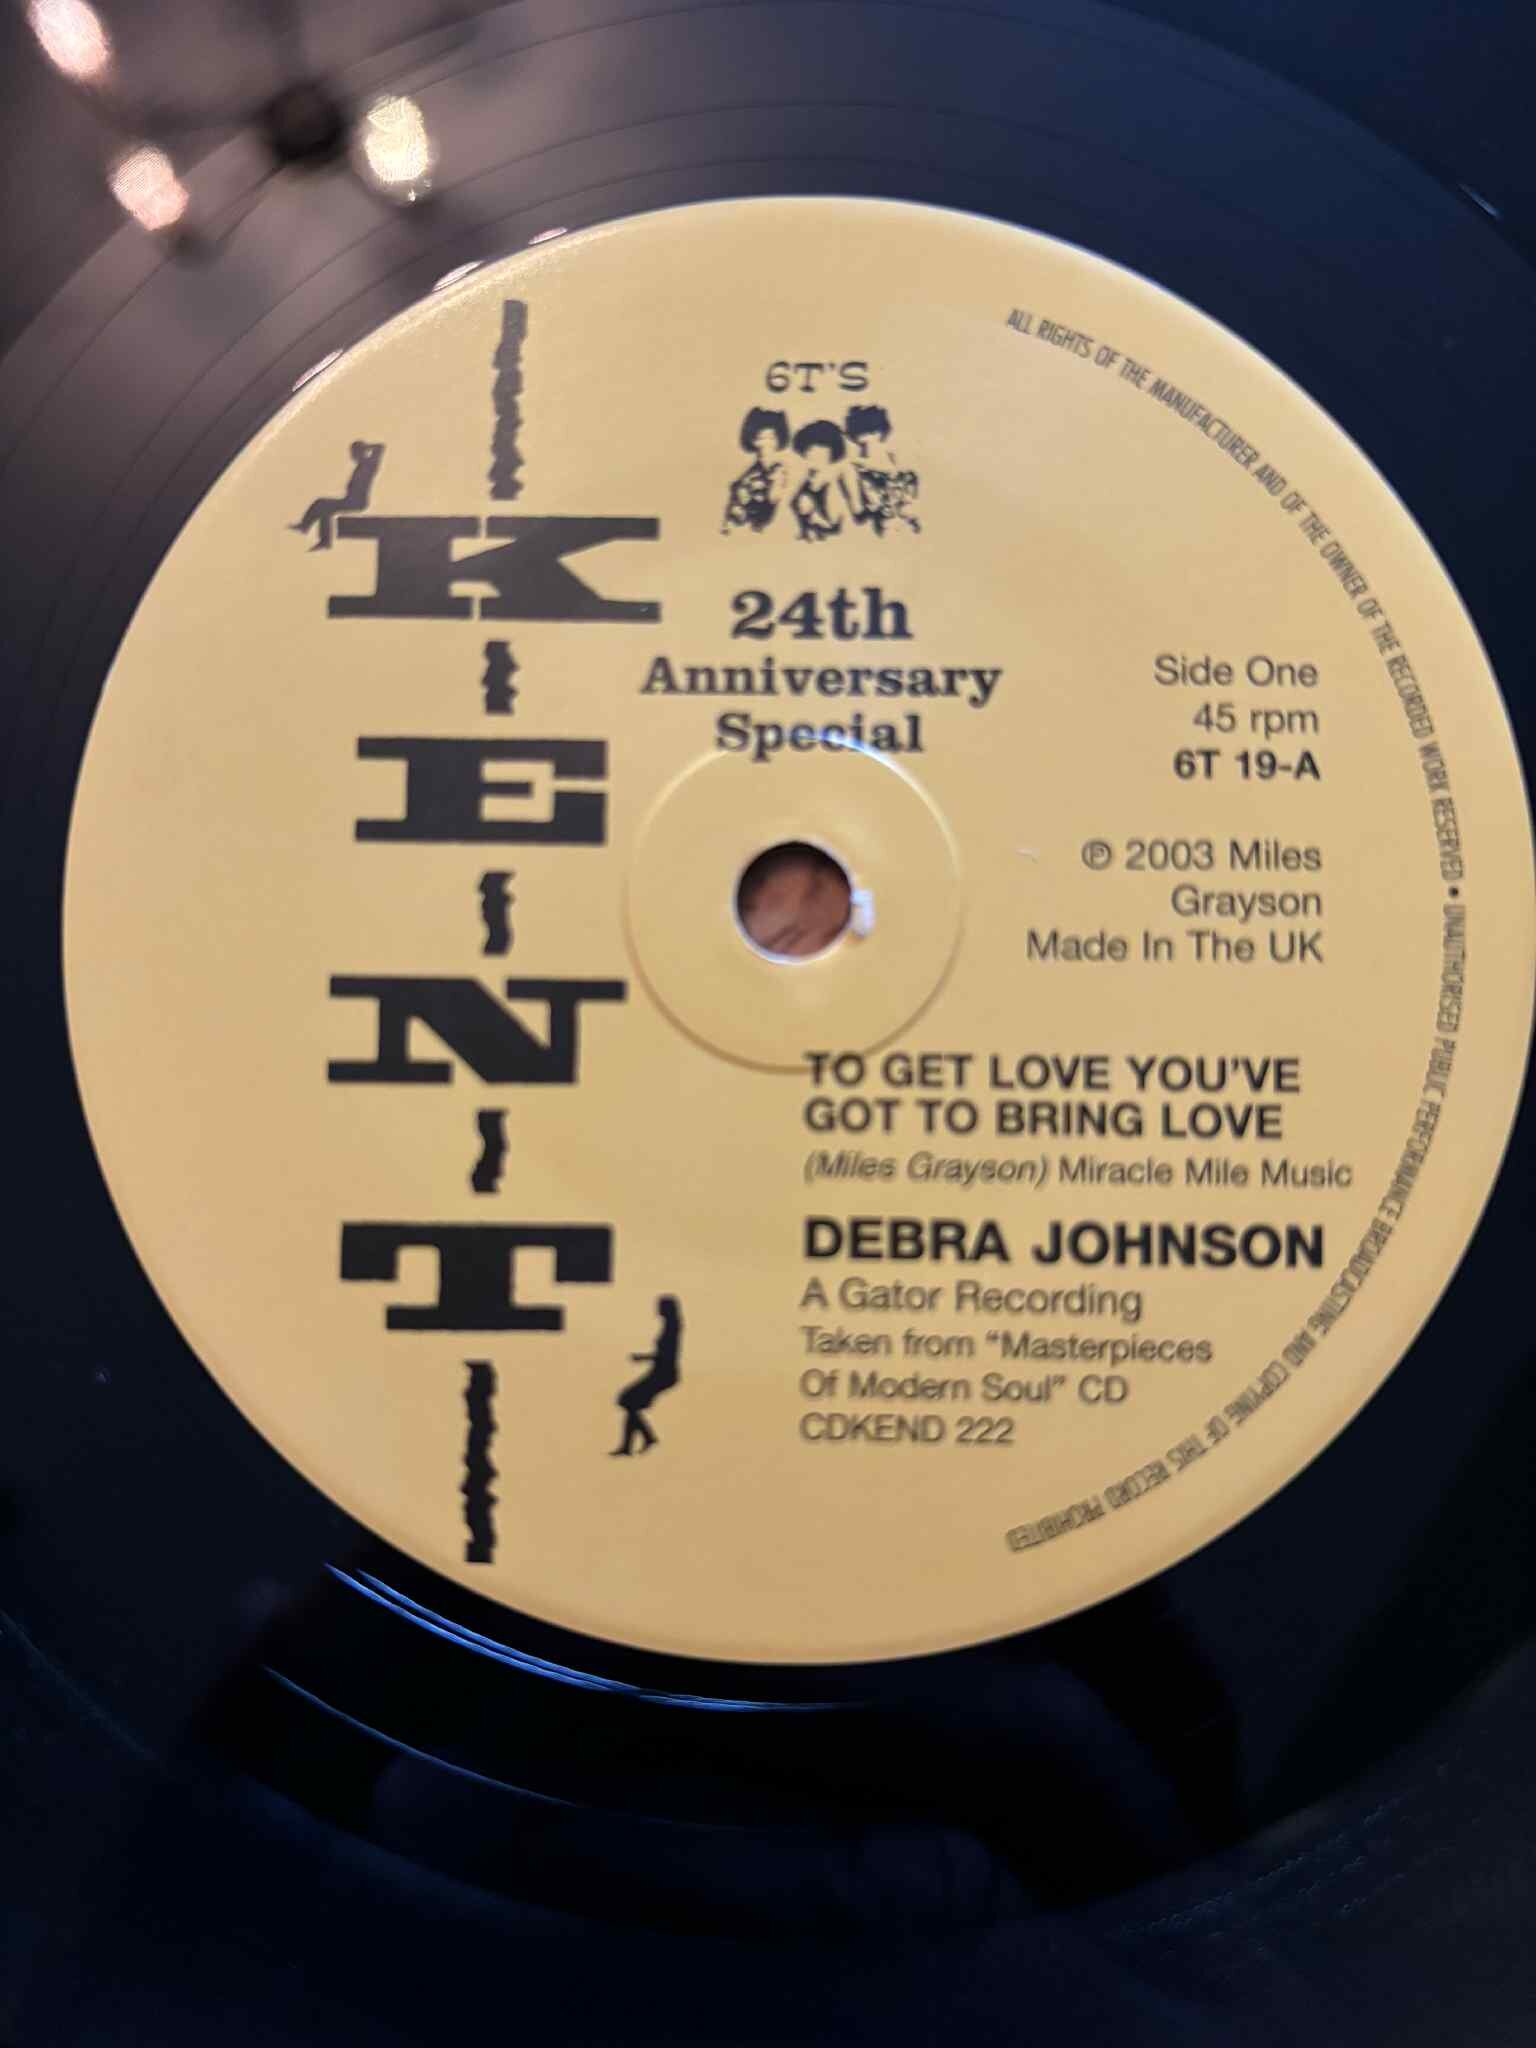 KENT
6T'S
24th
Anniversary
Special
Side One
45 rpm
6T 19-A
℗ 2003 Miles
Grayson
Made In The UK
TO GET LOVE YOU'VE
GOT TO BRING LOVE
(Miles Grayson) Miracle Mile Music
DEBRA JOHNSON
A Gator Recording
Taken from “Masterpieces
Of Modern Soul” CD
CDKEND 222
ALL RIGHTS OF THE MANUFACTURER AND OF THE OWNER OF THE RECORDED WORK RESERVED • UNAUTHORISED PUBLIC PERFORMANCE BROADCASTING AND COPYING OF THIS RECORD PROHIBITED